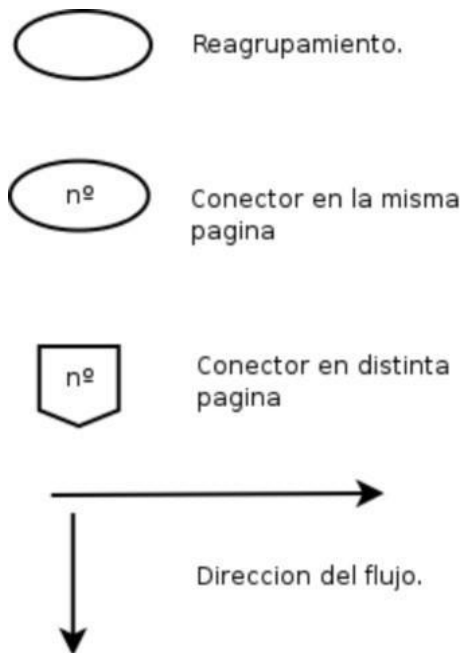 Reagrupamiento.
nº
Conector en la misma
pagina
nº
Conector en distinta
pagina
Direccion del flujo.